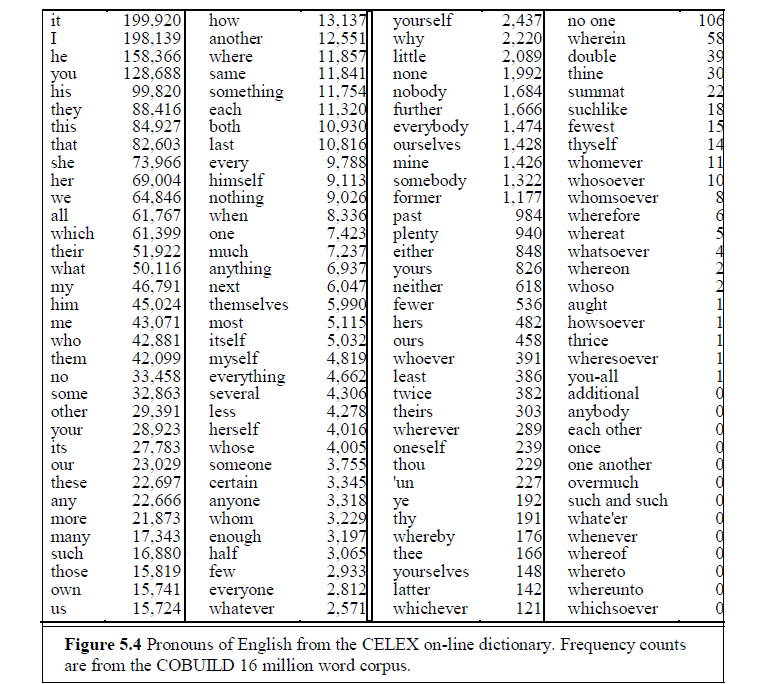 it 199,920 how 13,137 yourself 2,437 no one 106
I 198,139 another 12,551 why 2,220 wherein 58
he 158,366 where 11,857 little 2,089 double 39
you 128,688 same 11,841 none 1,992 thine 30
his 99,820 something 11,754 nobody 1,684 summat 22
they 88,416 each 11,320 further 1,666 suchlike 18
this 84,927 both 10,930 everybody 1,474 fewest 15
that 82,603 last 10,816 ourselves 1,428 thyself 14
she 73,966 every 9,788 mine 1,426 whomever 11
her 69,004 himself 9,113 somebody 1,322 whosoever 10
we 64,846 nothing 9,026 former 1,177 whomsoever 8
all 61,767 when 8,336 past 984 wherefore 6
which 61,399 one 7,423 plenty 940 whereat 5
their 51,922 much 7,237 either 848 whatsoever 4
what 50,116 anything 6,937 yours 826 whereon 2
my 46,791 next 6,047 neither 618 whoso 2
him 45,024 themselves 5,990 fewer 536 aught 1
me 43,071 most 5,115 hers 482 howsoever 1
who 42,881 itself 5,032 ours 458 thrice 1
them 42,099 myself 4,819 whoever 391 wheresoever 1
no 33,458 everything 4,662 least 386 you-all 1
some 32,863 several 4,306 twice 382 additional 0
other 29,391 less 4,278 theirs 303 anybody 0
your 28,923 herself 4,016 wherever 289 each other 0
its 27,783 whose 4,005 oneself 239 once 0
our 23,029 someone 3,755 thou 229 one another 0
these 22,697 certain 3,345 'un 227 overmuch 0
any 22,666 anyone 3,318 ye 192 such and such 0
more 21,873 whom 3,229 thy 191 whate'er 0
many 17,343 enough 3,197 whereby 176 whenever 0
such 16,880 half 3,065 thee 166 whereof 0
those 15,819 few 2,933 yourselves 148 whereto 0
own 15,741 everyone 2,812 latter 142 whereunto 0
us 15,724 whatever 2,571 whichever 121 whichsoever 0
Figure 5.4 Pronouns of English from the CELEX on-line dictionary. Frequency counts
are from the COBUILD 16 million word corpus.